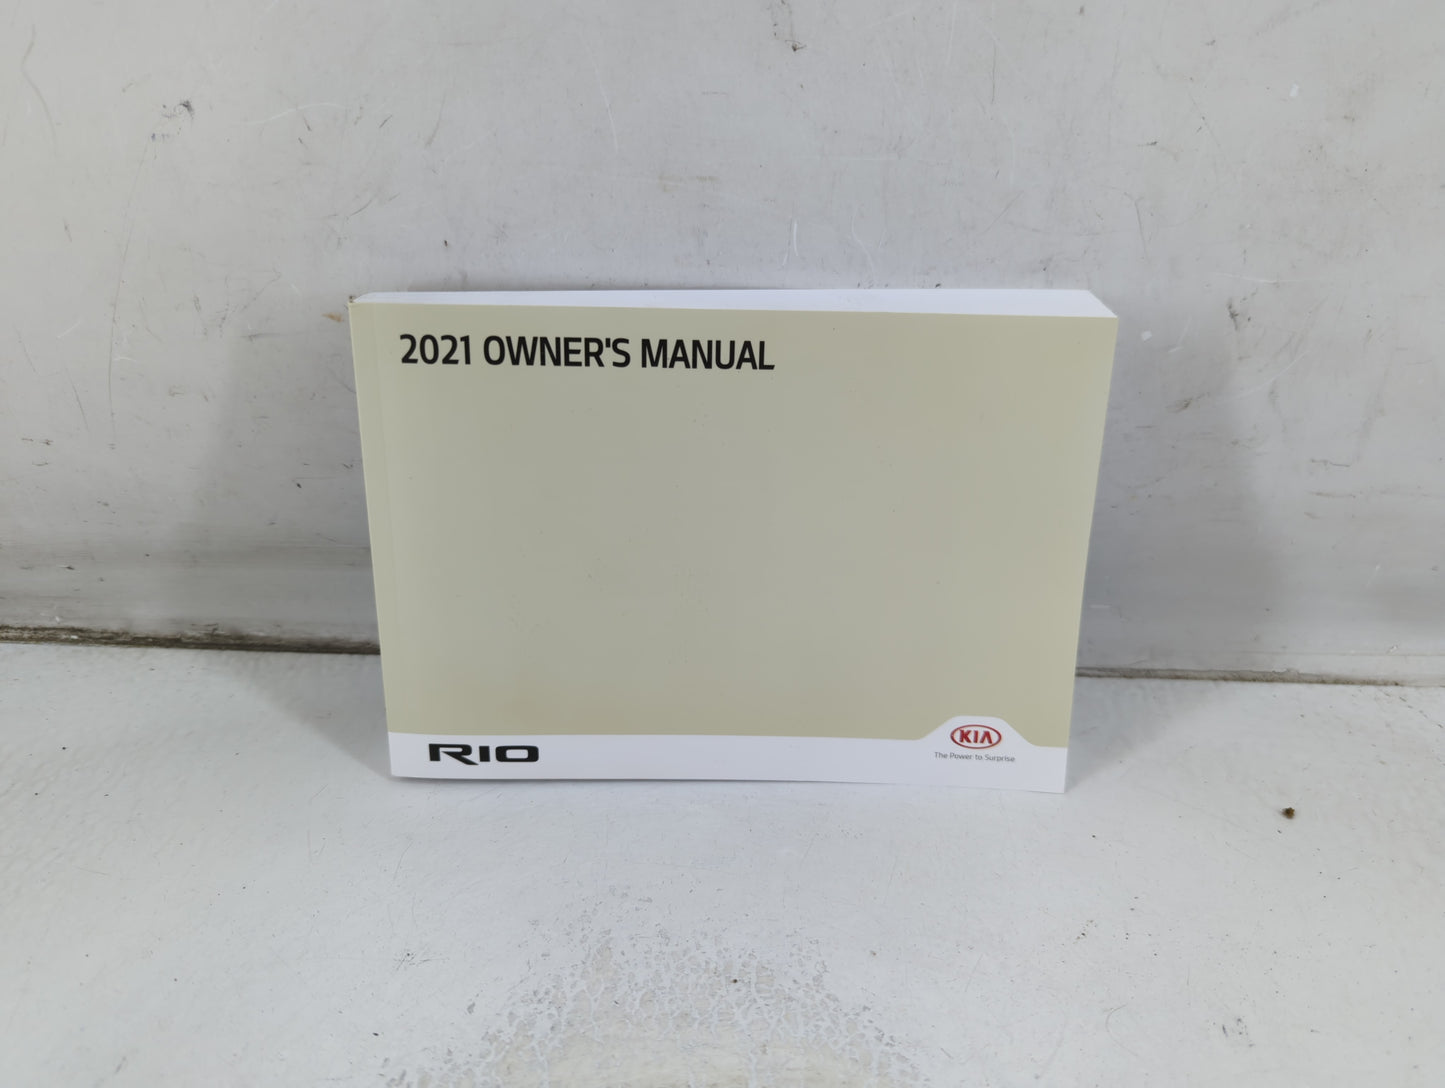 2021 OWNER'S MANUAL
RIO
KIA
The Power to Surprise